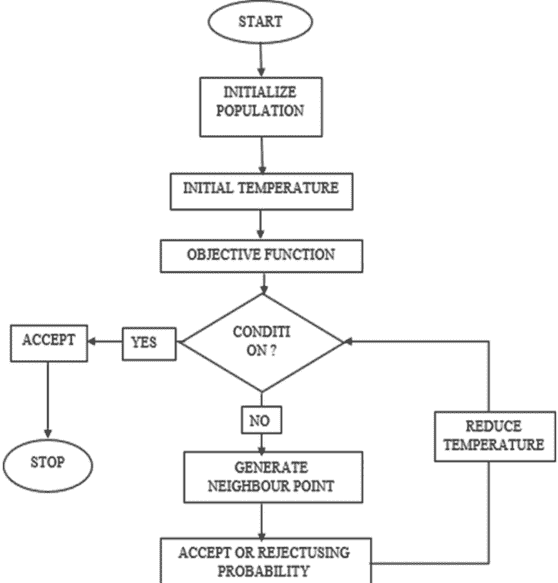 START
INITIALIZE
POPULATION
INITIAL TEMPERATURE
OBJECTIVE FUNCTION
CONDITI
ON ?
YES
ACCEPT
STOP
NO
GENERATE
NEIGHBOUR POINT
ACCEPT OR REJECTUSING
PROBABILITY
REDUCE
TEMPERATURE